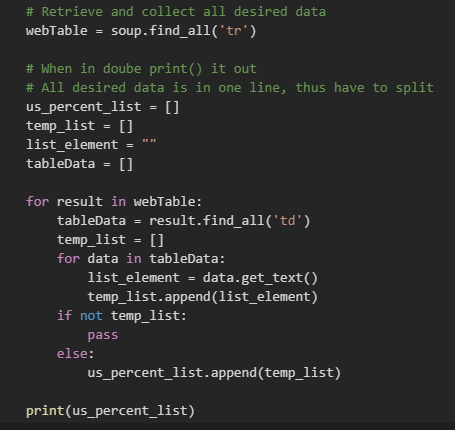 # Retrieve and collect all desired data
webTable = soup.find_all('tr')
# When in doube print() it out
# All desired data is in one line, thus have to split
us_percent_list = []
temp_list = []
list_element = ""
tableData = []
for result in webTable:
    tableData = result.find_all('td')
    temp_list = []
    for data in tableData:
        list_element = data.get_text()
        temp_list.append(list_element)
    if not temp_list:
        pass
    else:
        us_percent_list.append(temp_list)
print(us_percent_list)